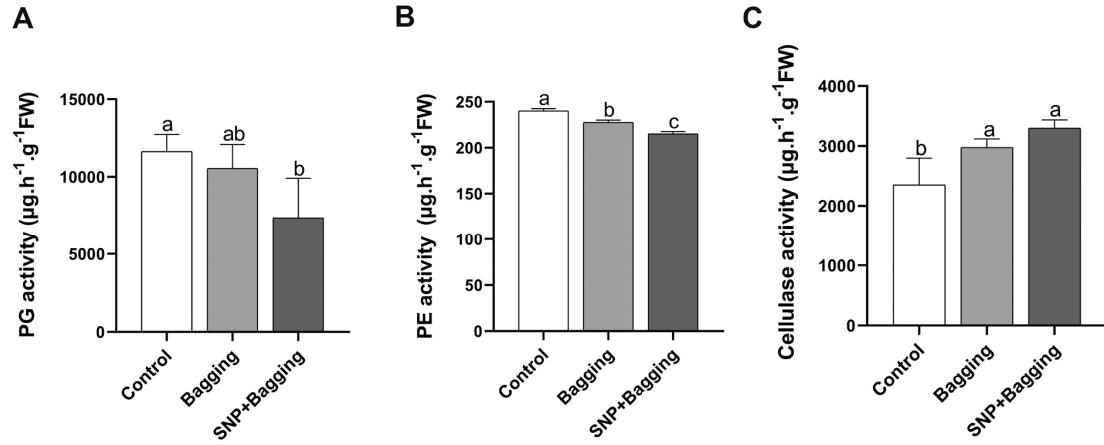 A
PG activity (µg.h⁻¹.g⁻¹FW)
15000
10000
5000
0
a
ab
b
Control
Bagging
SNP+Bagging
B
PE activity (µg.h⁻¹.g⁻¹FW)
250
200
150
100
50
0
a
b
c
Control
Bagging
SNP+Bagging
C
Cellulase activity (µg.h⁻¹.g⁻¹FW)
4000
3000
2000
1000
0
b
a
a
Control
Bagging
SNP+Bagging